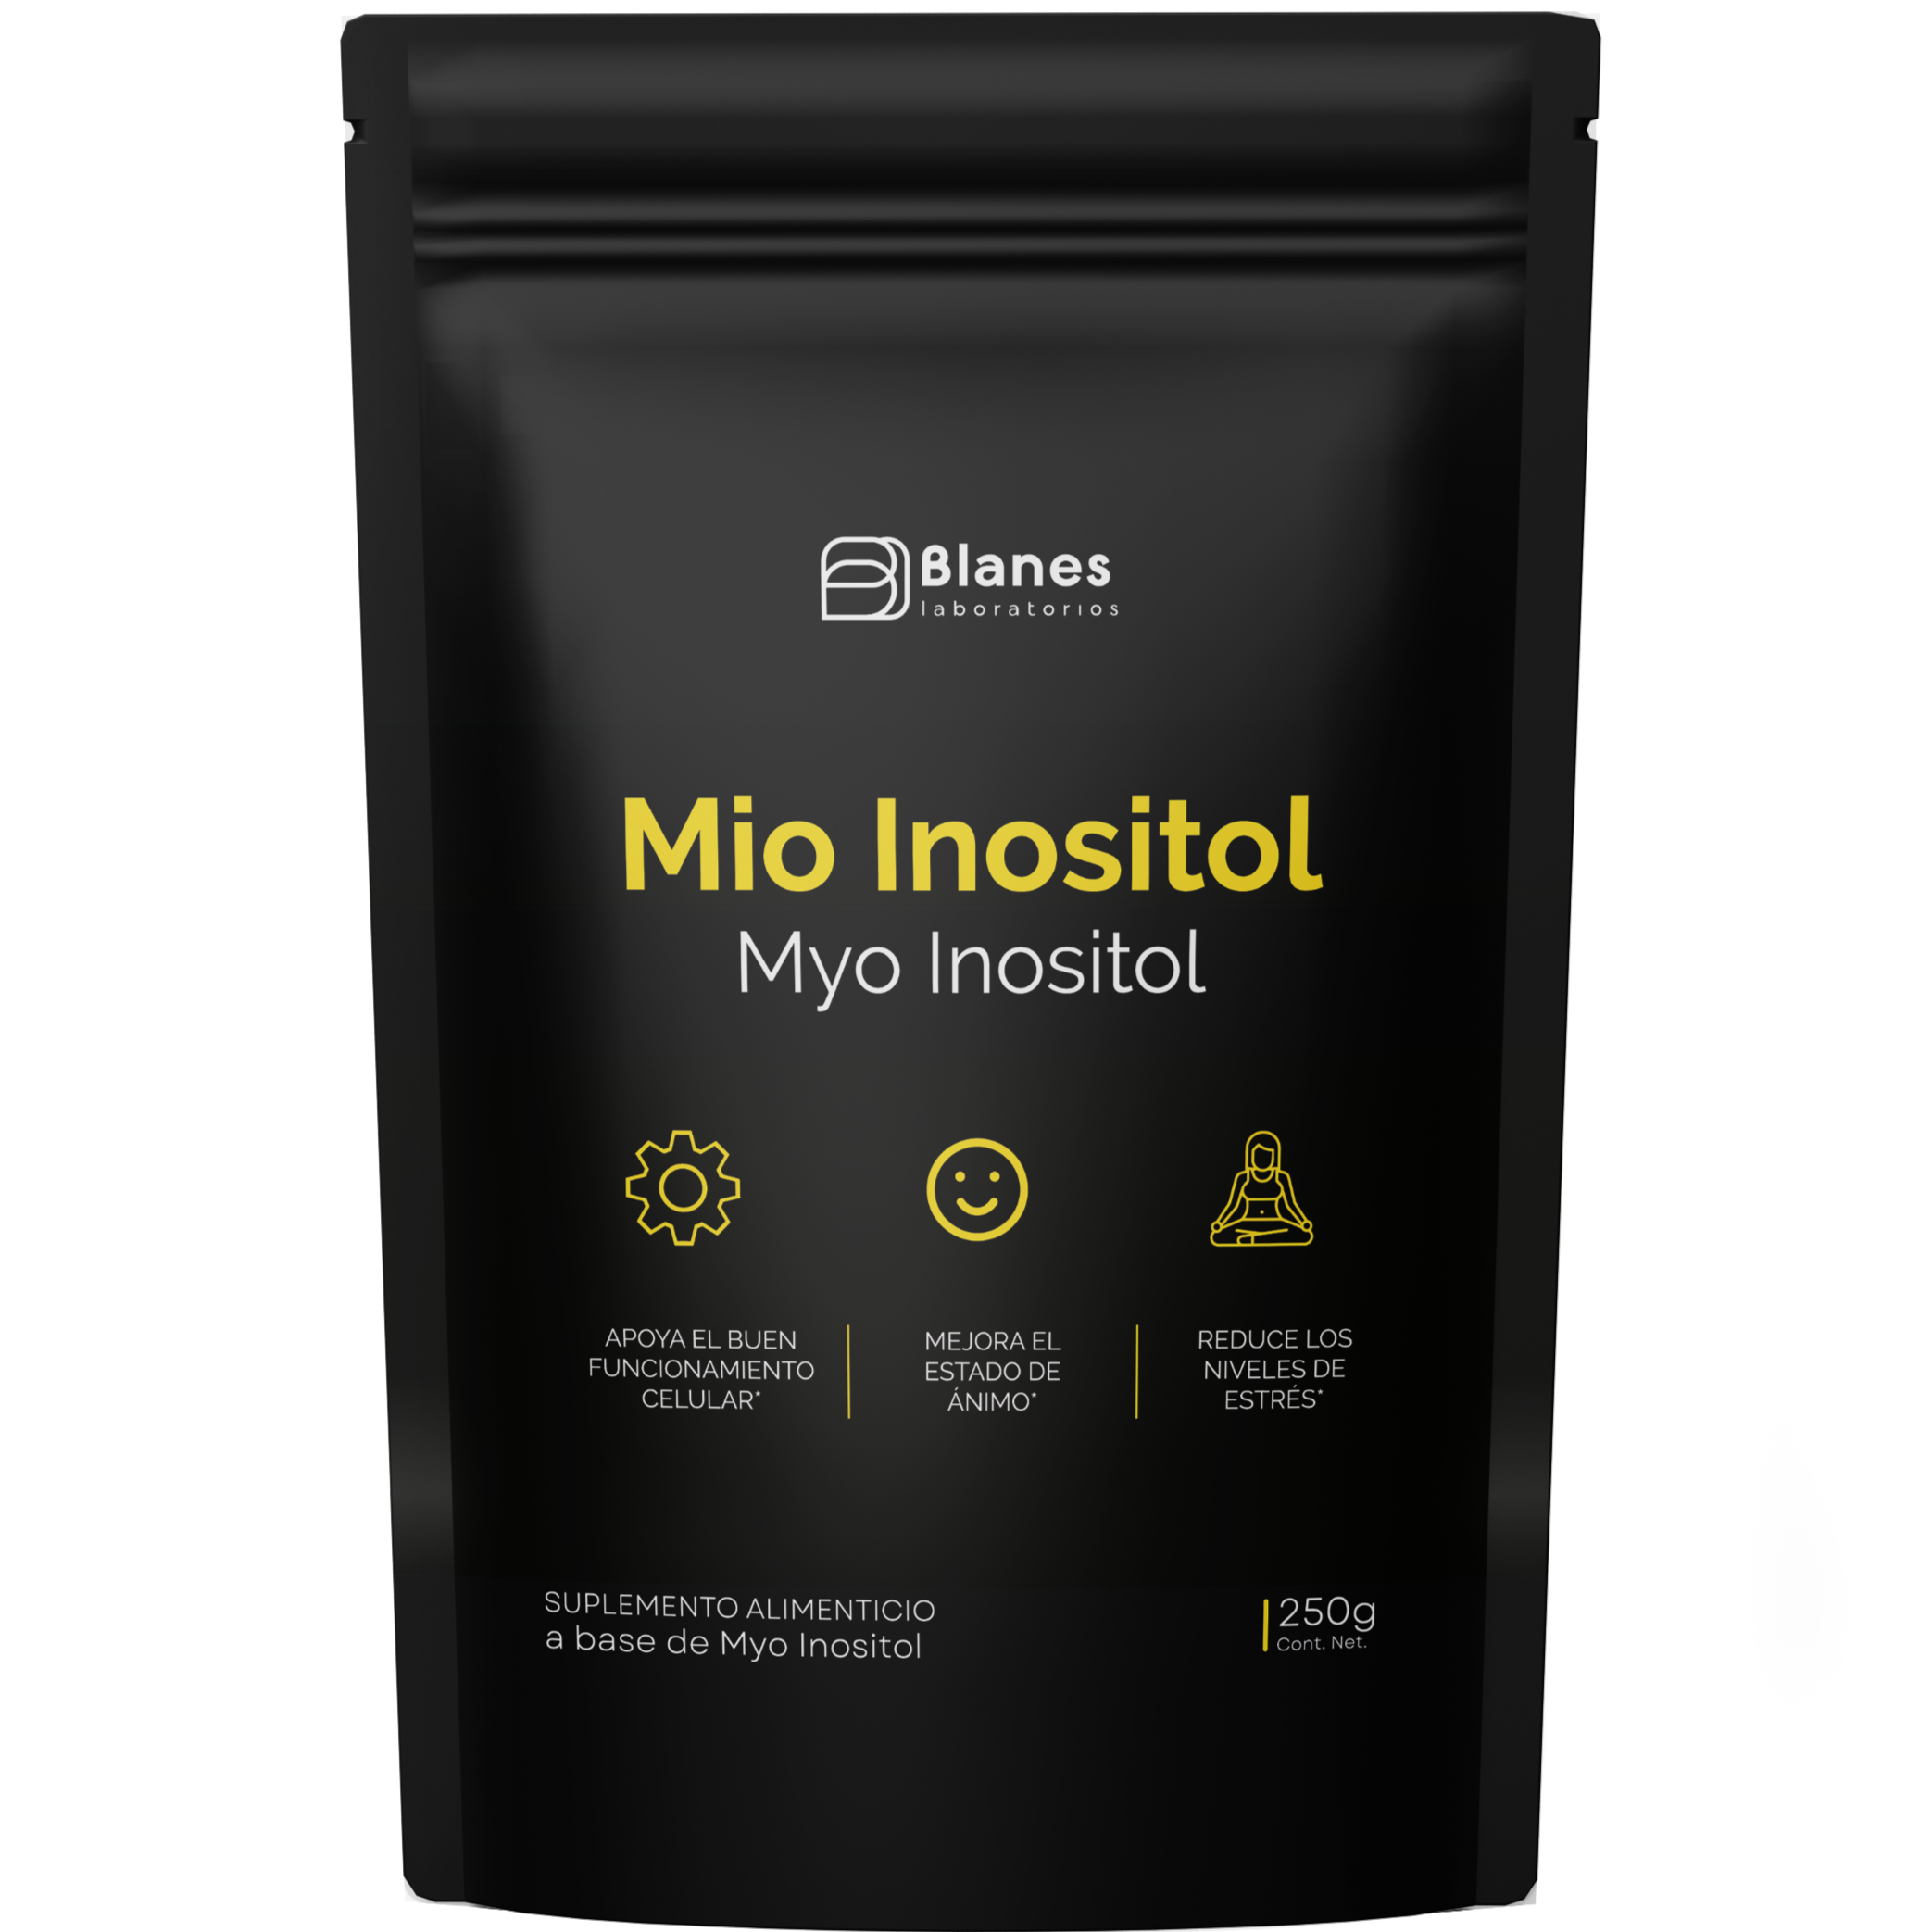 Blanes
laboratorios
Mio Inositol
Myo Inositol
APOYA EL BUEN
FUNCIONAMIENTO
CELULAR*
MEJORA EL
ESTADO DE
ÁNIMO*
REDUCE LOS
NIVELES DE
ESTRÉS*
SUPLEMENTO ALIMENTICIO
a base de Myo Inositol
250g
Cont. Net.